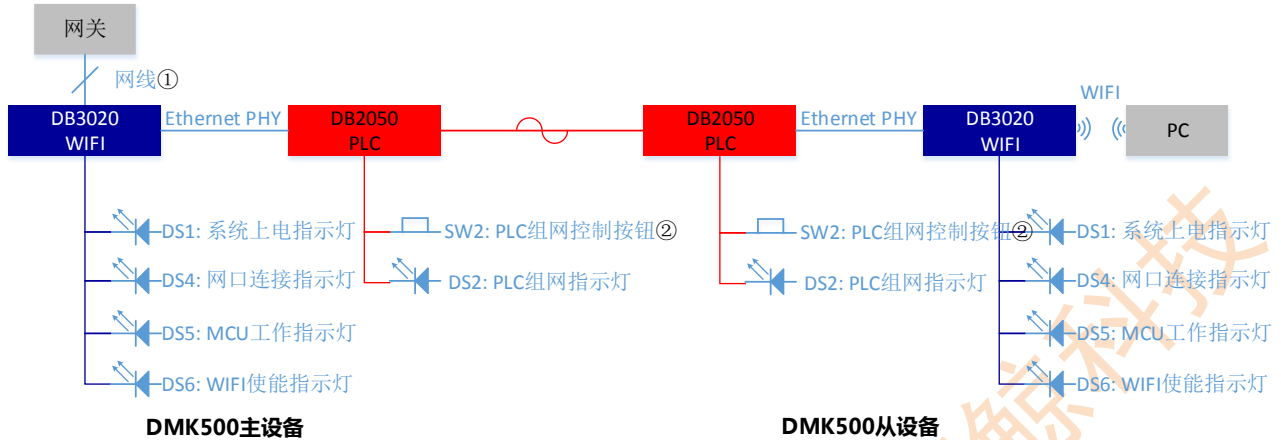 网关
网线①
DB3020
WIFI
Ethernet PHY
DB2050
PLC
DB2050
PLC
Ethernet PHY
DB3020
WIFI
WIFI
PC
DS1: 系统上电指示灯
DS4: 网口连接指示灯
DS5: MCU工作指示灯
DS6: WIFI使能指示灯
SW2: PLC组网控制按钮②
DS2: PLC组网指示灯
SW2: PLC组网控制按钮②
DS2: PLC组网指示灯
DS1: 系统上电指示灯
DS4: 网口连接指示灯
DS5: MCU工作指示灯
DS6: WIFI使能指示灯
DMK500主设备
DMK500从设备
鲸科技